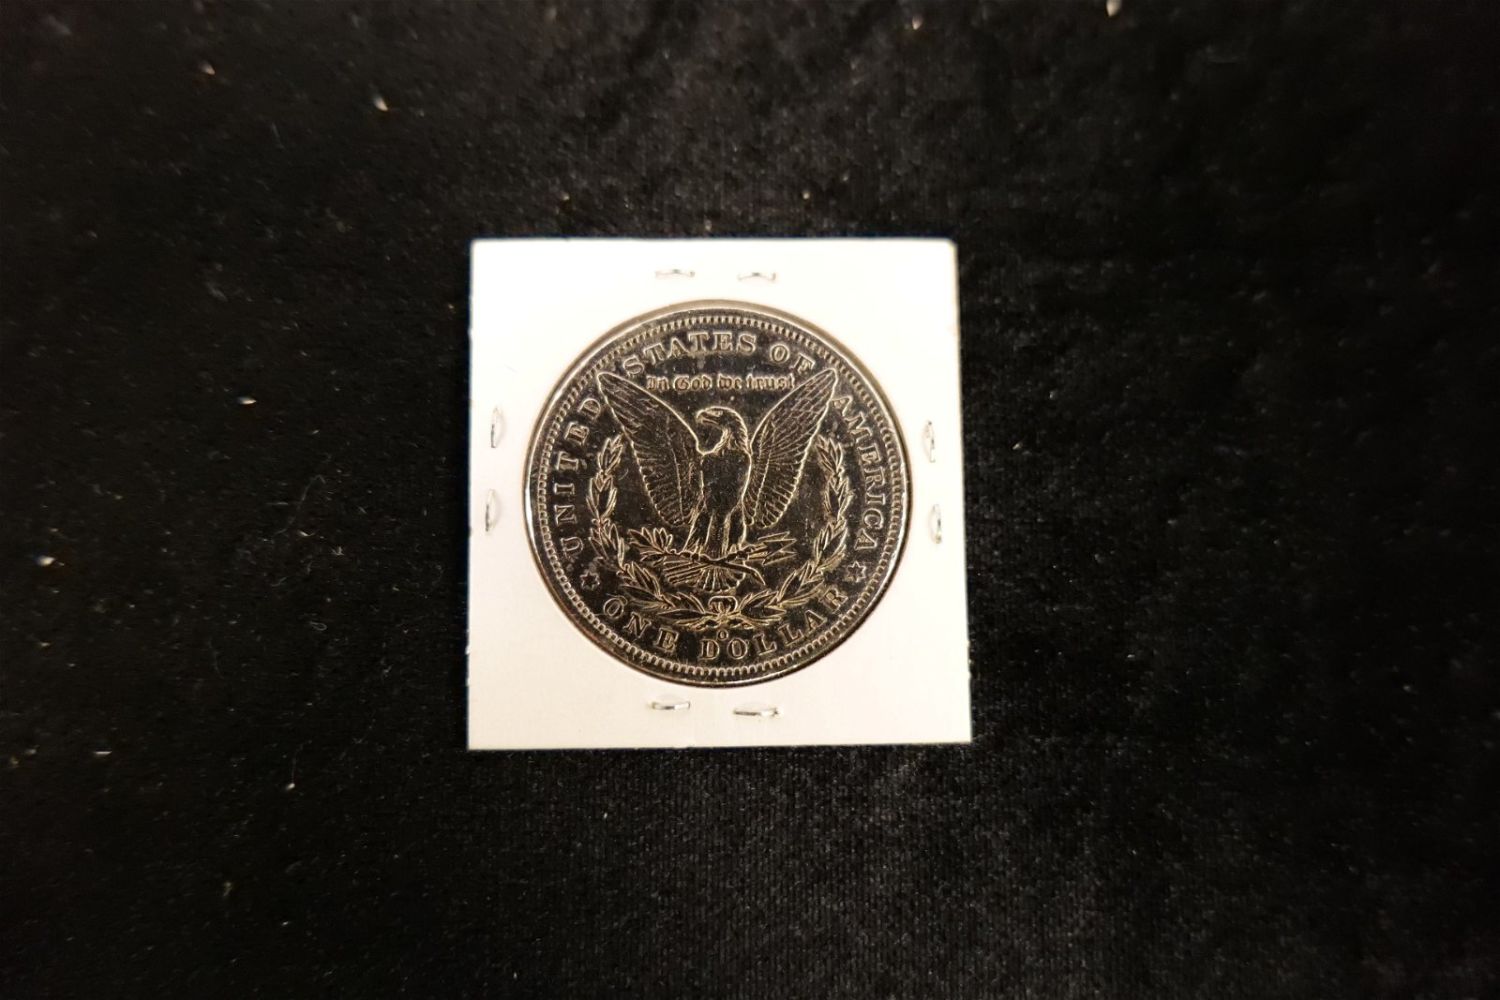 UNITED STATES OF AMERICA
In God we trust
O
ONE DOLLAR